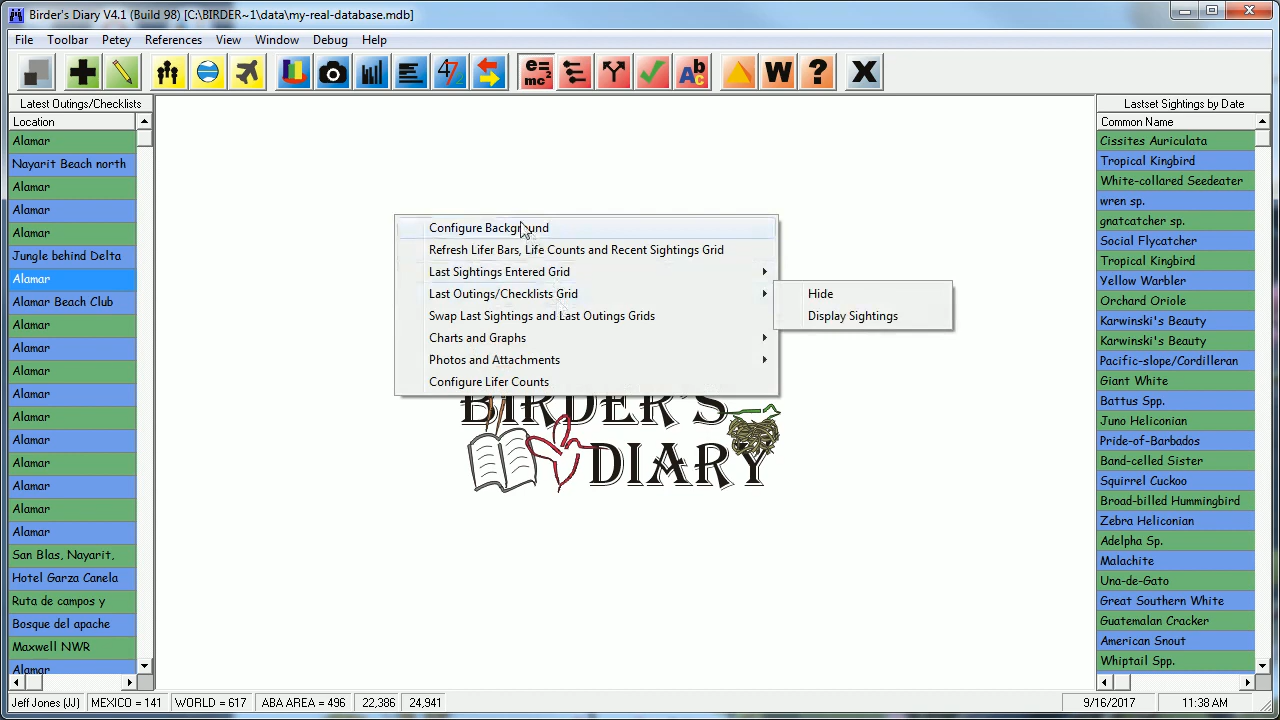 Birder's Diary V4.1 (Build 98) [C:\BIRDER~1\data\my-real-database.mdb]
File Toolbar Petey References View Window Debug Help
e=mc² 47 Abc W ? X
Latest Outings/Checklists
Location
Alamar
Nayarit Beach north
Alamar
Alamar
Alamar
Jungle behind Delta
Alamar
Alamar Beach Club
Alamar
Alamar
Alamar
Alamar
Alamar
Alamar
Alamar
Alamar
Alamar
Alamar
San Blas, Nayarit,
Hotel Garza Canela
Ruta de campos y
Bosque del apache
Maxwell NWR
Alamar
Configure Background
Refresh Lifer Bars, Life Counts and Recent Sightings Grid
Last Sightings Entered Grid
Last Outings/Checklists Grid
Swap Last Sightings and Last Outings Grids
Charts and Graphs
Photos and Attachments
Configure Lifer Counts
Hide
Display Sightings
BIRDER'S
DIARY
Lastset Sightings by Date
Common Name
Cissites Auriculata
Tropical Kingbird
White-collared Seedeater
wren sp.
gnatcatcher sp.
Social Flycatcher
Tropical Kingbird
Yellow Warbler
Orchard Oriole
Karwinski's Beauty
Karwinski's Beauty
Pacific-slope/Cordilleran
Giant White
Battus Spp.
Juno Heliconian
Pride-of-Barbados
Band-celled Sister
Squirrel Cuckoo
Broad-billed Hummingbird
Zebra Heliconian
Adelpha Sp.
Malachite
Una-de-Gato
Great Southern White
Guatemalan Cracker
American Snout
Whiptail Spp.
Jeff Jones (JJ) MEXICO = 141 WORLD = 617 ABA AREA = 496 22,386 24,941 9/16/2017 11:38 AM